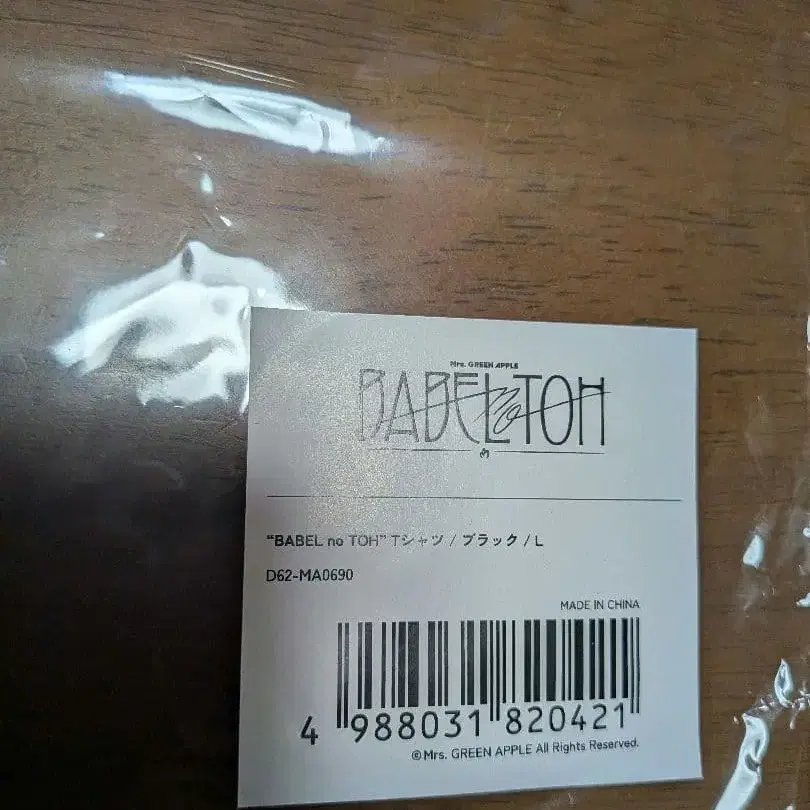 Mrs. GREEN APPLE
BABEL no TOH
"BABEL no TOH" Tシャツ / ブラック / L
D62-MA0690
MADE IN CHINA
4 988031 820421
©Mrs. GREEN APPLE All Rights Reserved.